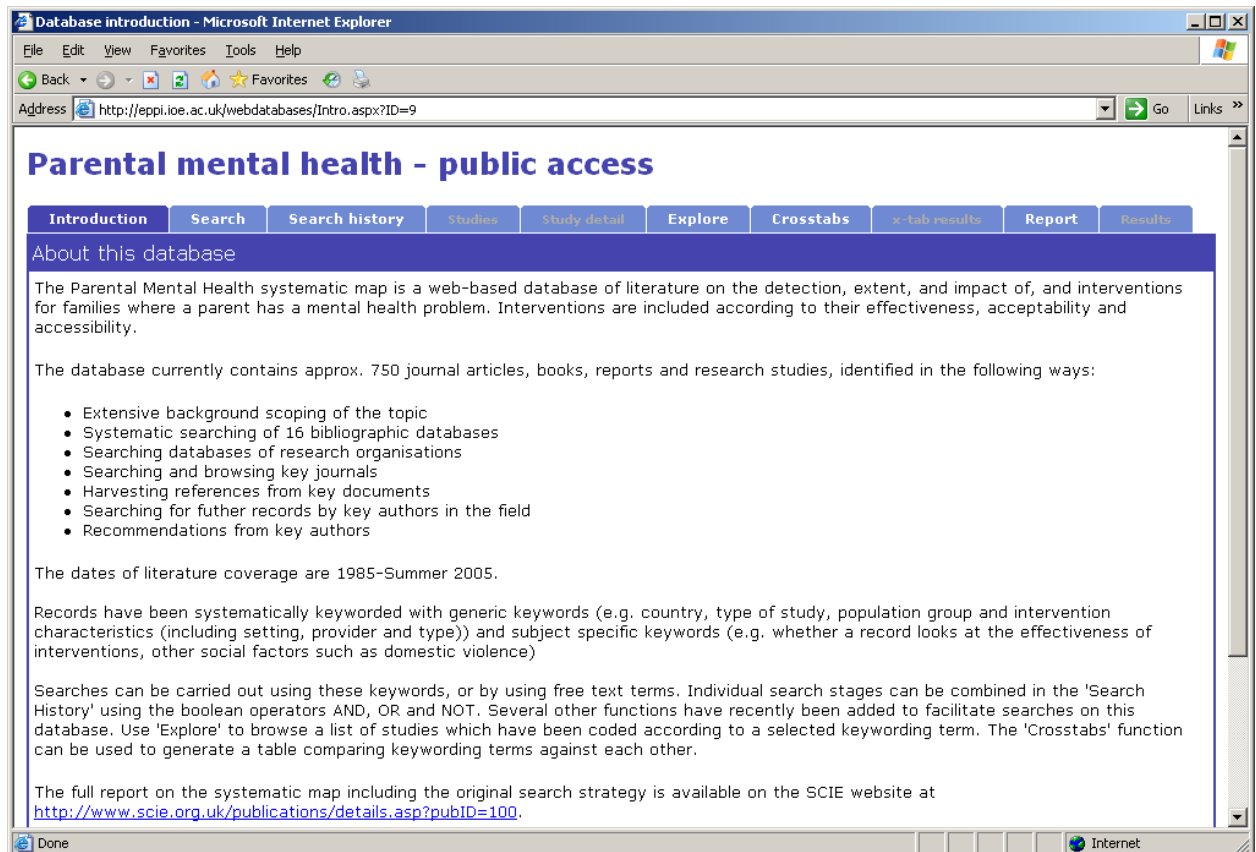 Database introduction - Microsoft Internet Explorer
File Edit View Favorites Tools Help
Back Favorites
Address http://eppi.ioe.ac.uk/webdatabases/Intro.aspx?ID=9 Go Links »
Parental mental health - public access
Introduction Search Search history Studies Study detail Explore Crosstabs x-tab results Report Results
About this database
The Parental Mental Health systematic map is a web-based database of literature on the detection, extent, and impact of, and interventions
for families where a parent has a mental health problem. Interventions are included according to their effectiveness, acceptability and
accessibility.
The database currently contains approx. 750 journal articles, books, reports and research studies, identified in the following ways:
• Extensive background scoping of the topic
• Systematic searching of 16 bibliographic databases
• Searching databases of research organisations
• Searching and browsing key journals
• Harvesting references from key documents
• Searching for futher records by key authors in the field
• Recommendations from key authors
The dates of literature coverage are 1985-Summer 2005.
Records have been systematically keyworded with generic keywords (e.g. country, type of study, population group and intervention
characteristics (including setting, provider and type)) and subject specific keywords (e.g. whether a record looks at the effectiveness of
interventions, other social factors such as domestic violence)
Searches can be carried out using these keywords, or by using free text terms. Individual search stages can be combined in the 'Search
History' using the boolean operators AND, OR and NOT. Several other functions have recently been added to facilitate searches on this
database. Use 'Explore' to browse a list of studies which have been coded according to a selected keywording term. The 'Crosstabs' function
can be used to generate a table comparing keywording terms against each other.
The full report on the systematic map including the original search strategy is available on the SCIE website at
http://www.scie.org.uk/publications/details.asp?pubID=100.
Done Internet